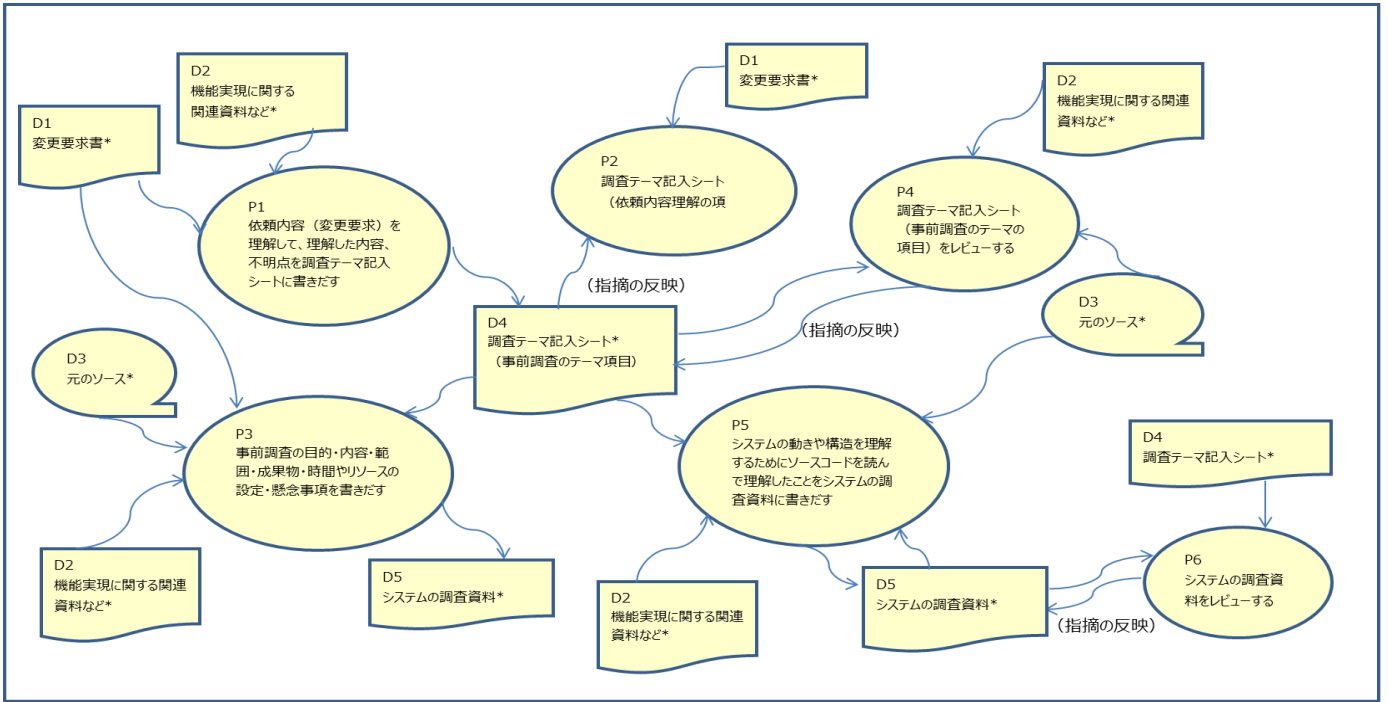 D1
変更要求書*
D2
機能実現に関する
関連資料など*
D1
変更要求書*
D2
機能実現に関する関連
資料など*
P1
依頼内容（変更要求）を
理解して、理解した内容、
不明点を調査テーマ記入
シートに書きだす
P2
調査テーマ記入シート
（依頼内容理解の項
P4
調査テーマ記入シート
（事前調査のテーマの
項目）をレビューする
（指摘の反映）
D4
調査テーマ記入シート*
（事前調査のテーマ項目）
（指摘の反映）
D3
元のソース*
D3
元のソース*
P3
事前調査の目的・内容・範
囲・成果物・時間やリソースの
設定・懸念事項を書きだす
P5
システムの動きや構造を理解
するためにソースコードを読ん
で理解したことをシステムの調
査資料に書きだす
D4
調査テーマ記入シート*
D2
機能実現に関する関連
資料など*
D5
システムの調査資料*
D2
機能実現に関する関連
資料など*
D5
システムの調査資料*
（指摘の反映）
P6
システムの調査資
料をレビューする